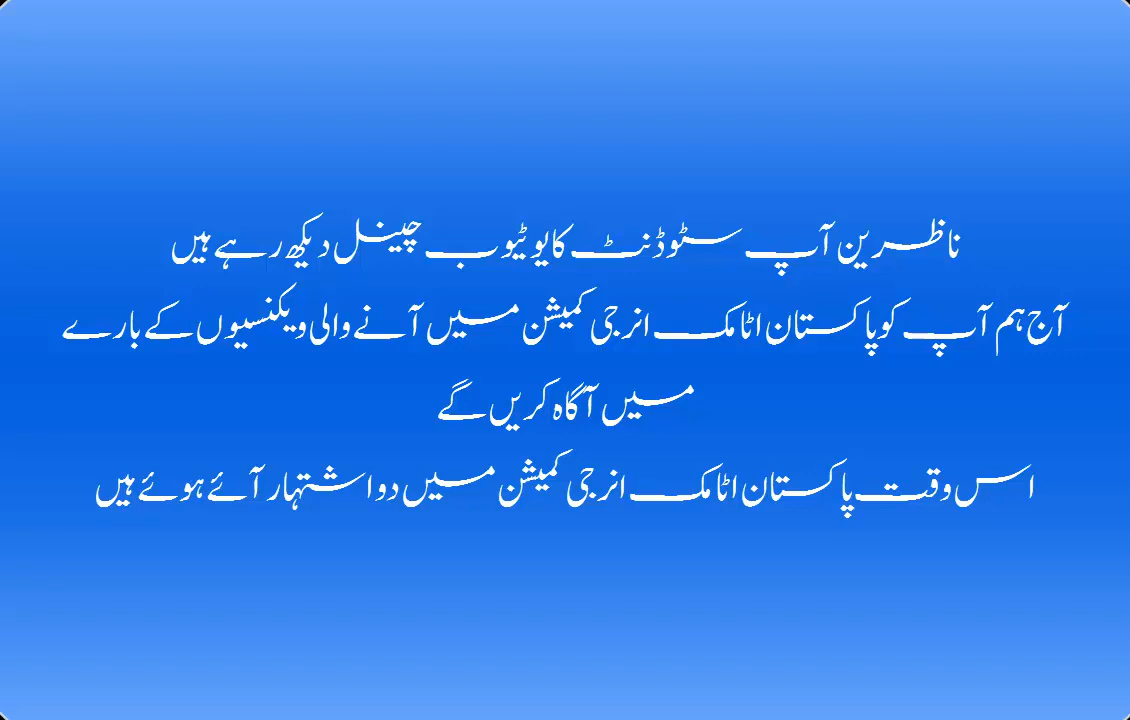 ناظرین آپ سٹوڈنٹ کا یوٹیوب چینل دیکھ رہے ہیں
آج ہم آپ کو پاکستان اٹامک انرجی کمیشن میں آنے والی ویکنسیوں کے بارے
میں آگاہ کریں گے
اس وقت پاکستان اٹامک انرجی کمیشن میں دو اشتہار آئے ہوئے ہیں